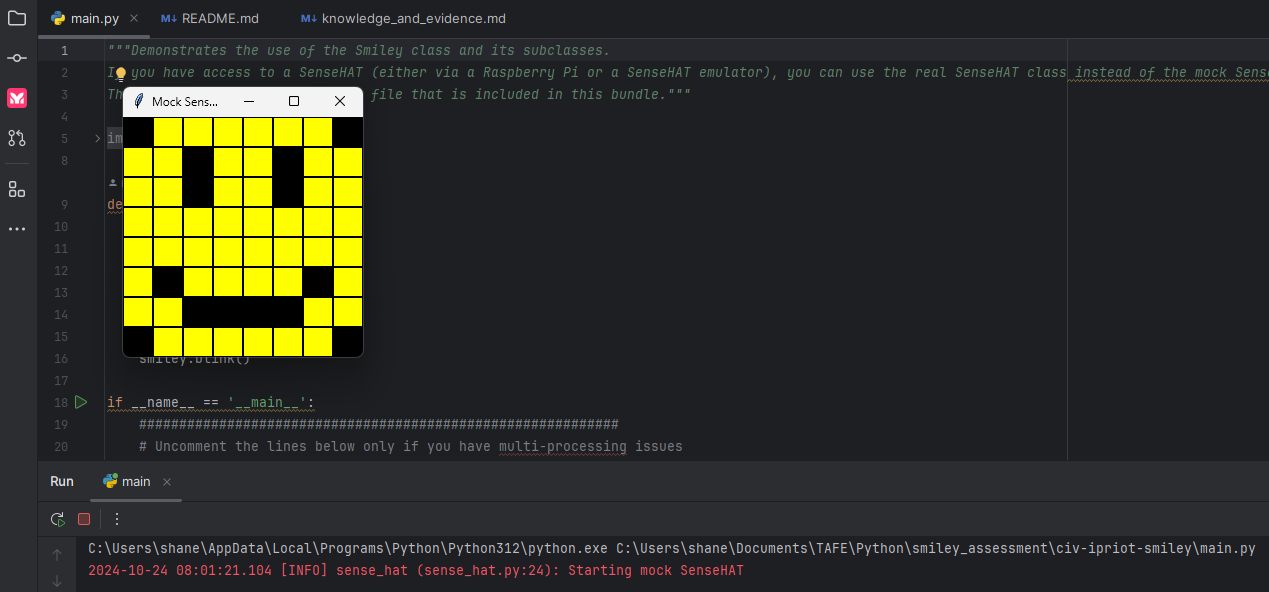 main.py
README.md
knowledge_and_evidence.md
1 """Demonstrates the use of the Smiley class and its subclasses.
2 you have access to a SenseHAT (either via a Raspberry Pi or a SenseHAT emulator), you can use the real SenseHAT class instead of the mock Sens
3 Th file that is included in this bundle."""
4
5 im
8
9 de
10
11
12
13
14
15
16 smiley.blink()
17
18 if __name__ == '__main__':
19 ############################################################
20 # Uncomment the lines below only if you have multi-processing issues
Mock Sens...
Run main
C:\Users\shane\AppData\Local\Programs\Python\Python312\python.exe C:\Users\shane\Documents\TAFE\Python\smiley_assessment\civ-ipriot-smiley\main.py
2024-10-24 08:01:21.104 [INFO] sense_hat (sense_hat.py:24): Starting mock SenseHAT